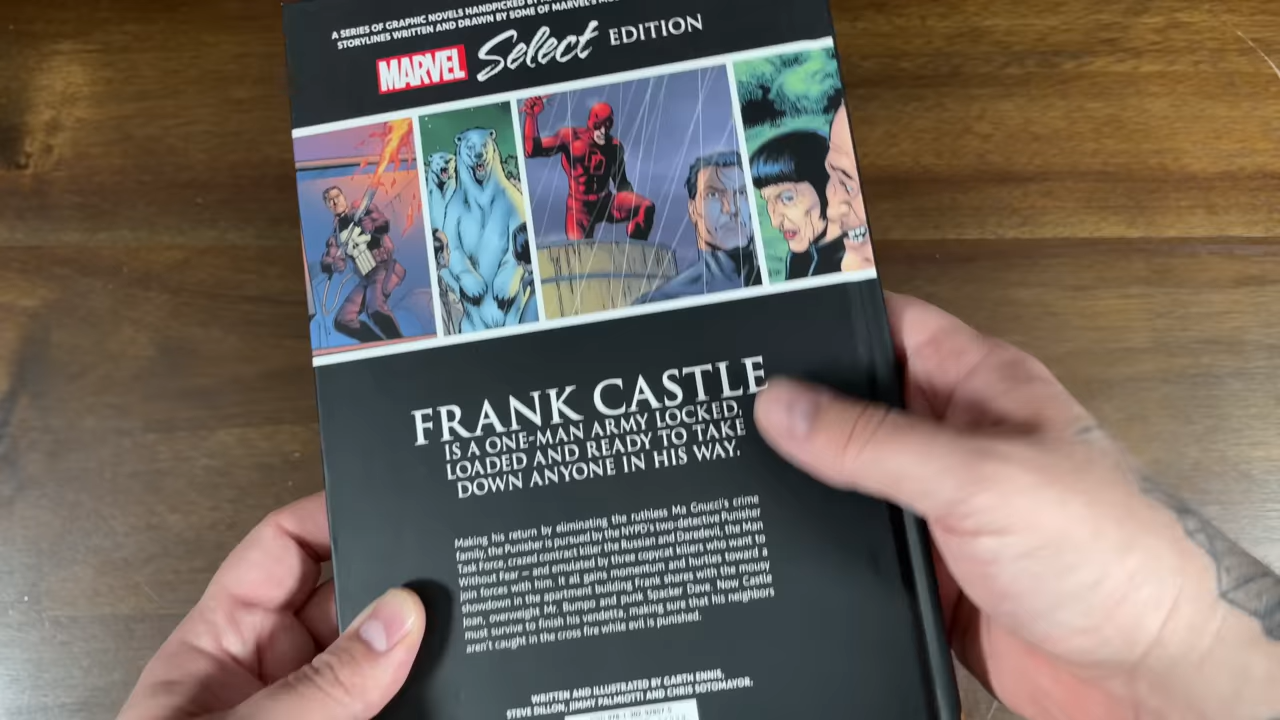 A SERIES OF GRAPHIC NOVELS HANDPICKED BY
STORYLINES WRITTEN AND DRAWN BY SOME OF MARVEL'S
MARVEL Select EDITION
FRANK CASTLE
IS A ONE-MAN ARMY LOCKED,
LOADED AND READY TO TAKE
DOWN ANYONE IN HIS WAY.
Making his return by eliminating the ruthless Ma Gnucci's crime
family, the Punisher is pursued by the NYPD's two-detective Punisher
Task Force, crazed contract killer the Russian and Daredevil, the Man
Without Fear — and emulated by three copycat killers who want to
join forces with him. It all gains momentum and hurtles toward a
showdown in the apartment building Frank shares with the mousy
Joan, overweight Mr. Bumpo and punk Spacker Dave. Now Castle
must survive to finish his vendetta, making sure that his neighbors
aren't caught in the cross fire while evil is punished.
WRITTEN AND ILLUSTRATED BY GARTH ENNIS,
STEVE DILLON, JIMMY PALMIOTTI AND CHRIS SOTOMAYOR.